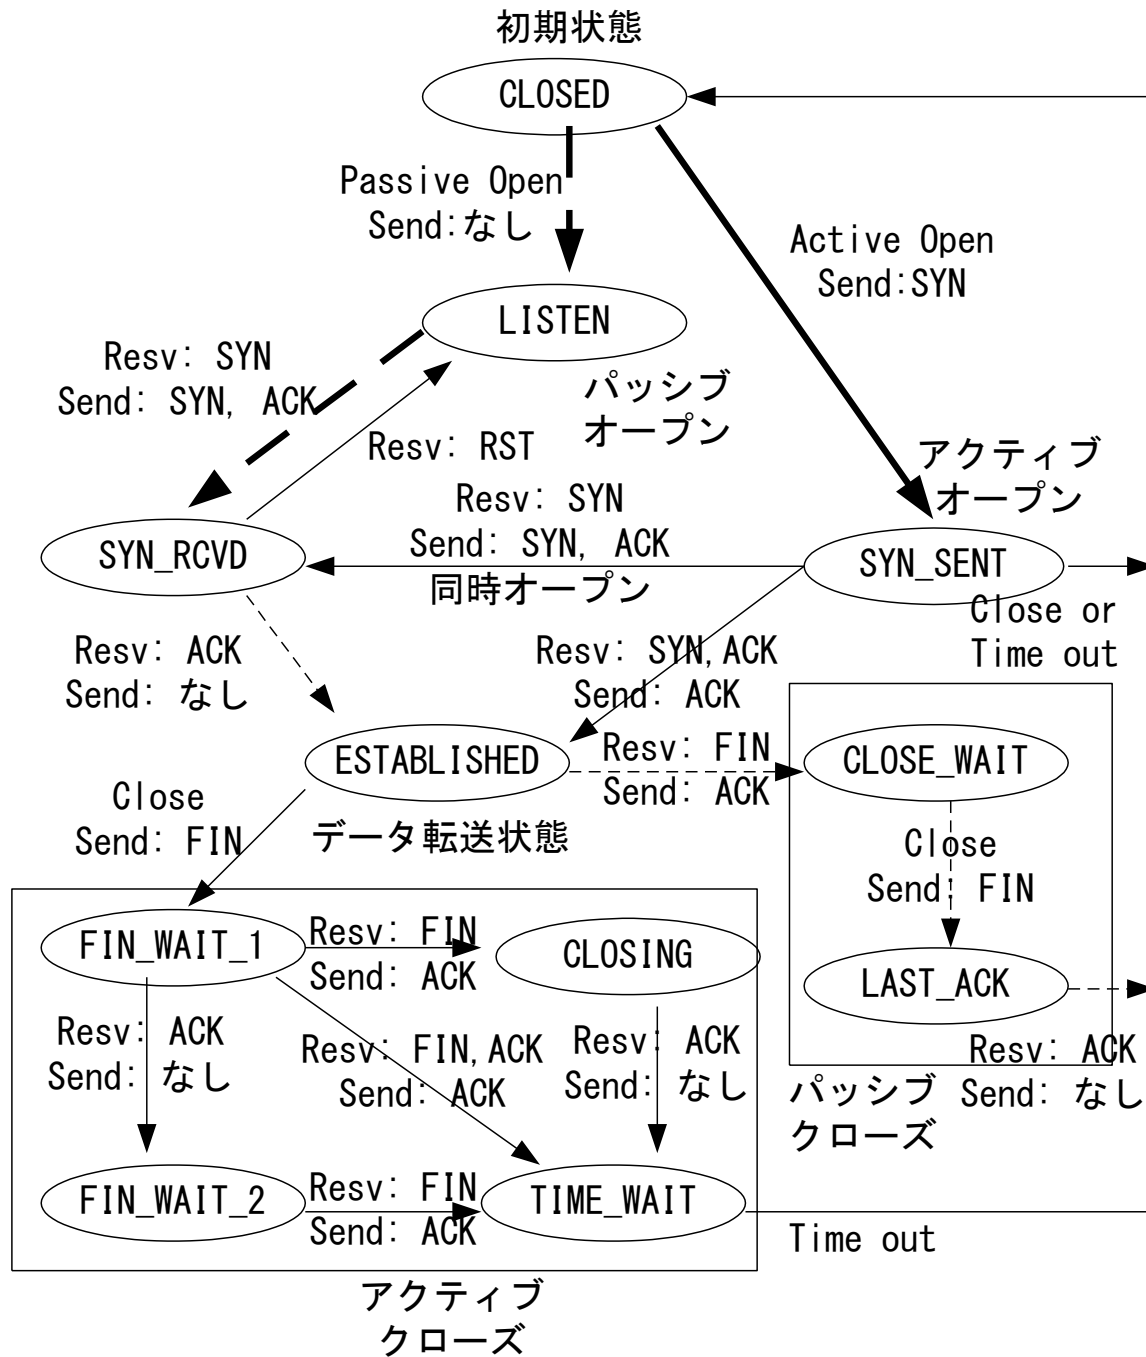 初期状態
CLOSED
Passive Open
Send:なし
Active Open
Send:SYN
LISTEN
Resv: SYN
Send: SYN, ACK
パッシブ
オープン
Resv: RST
アクティブ
オープン
Resv: SYN
Send: SYN, ACK
同時オープン
SYN_RCVD
SYN_SENT
Close or
Time out
Resv: ACK
Send: なし
Resv: SYN,ACK
Send: ACK
ESTABLISHED
Resv: FIN
Send: ACK
CLOSE_WAIT
Close
Send: FIN
データ転送状態
Close
Send: FIN
FIN_WAIT_1
Resv: FIN
Send: ACK
CLOSING
LAST_ACK
Resv: ACK
Send: なし
Resv: FIN,ACK
Send: ACK
Resv: ACK
Send: なし
Resv: ACK
Send: なし
パッシブ
クローズ
FIN_WAIT_2
Resv: FIN
Send: ACK
TIME_WAIT
Time out
アクティブ
クローズ